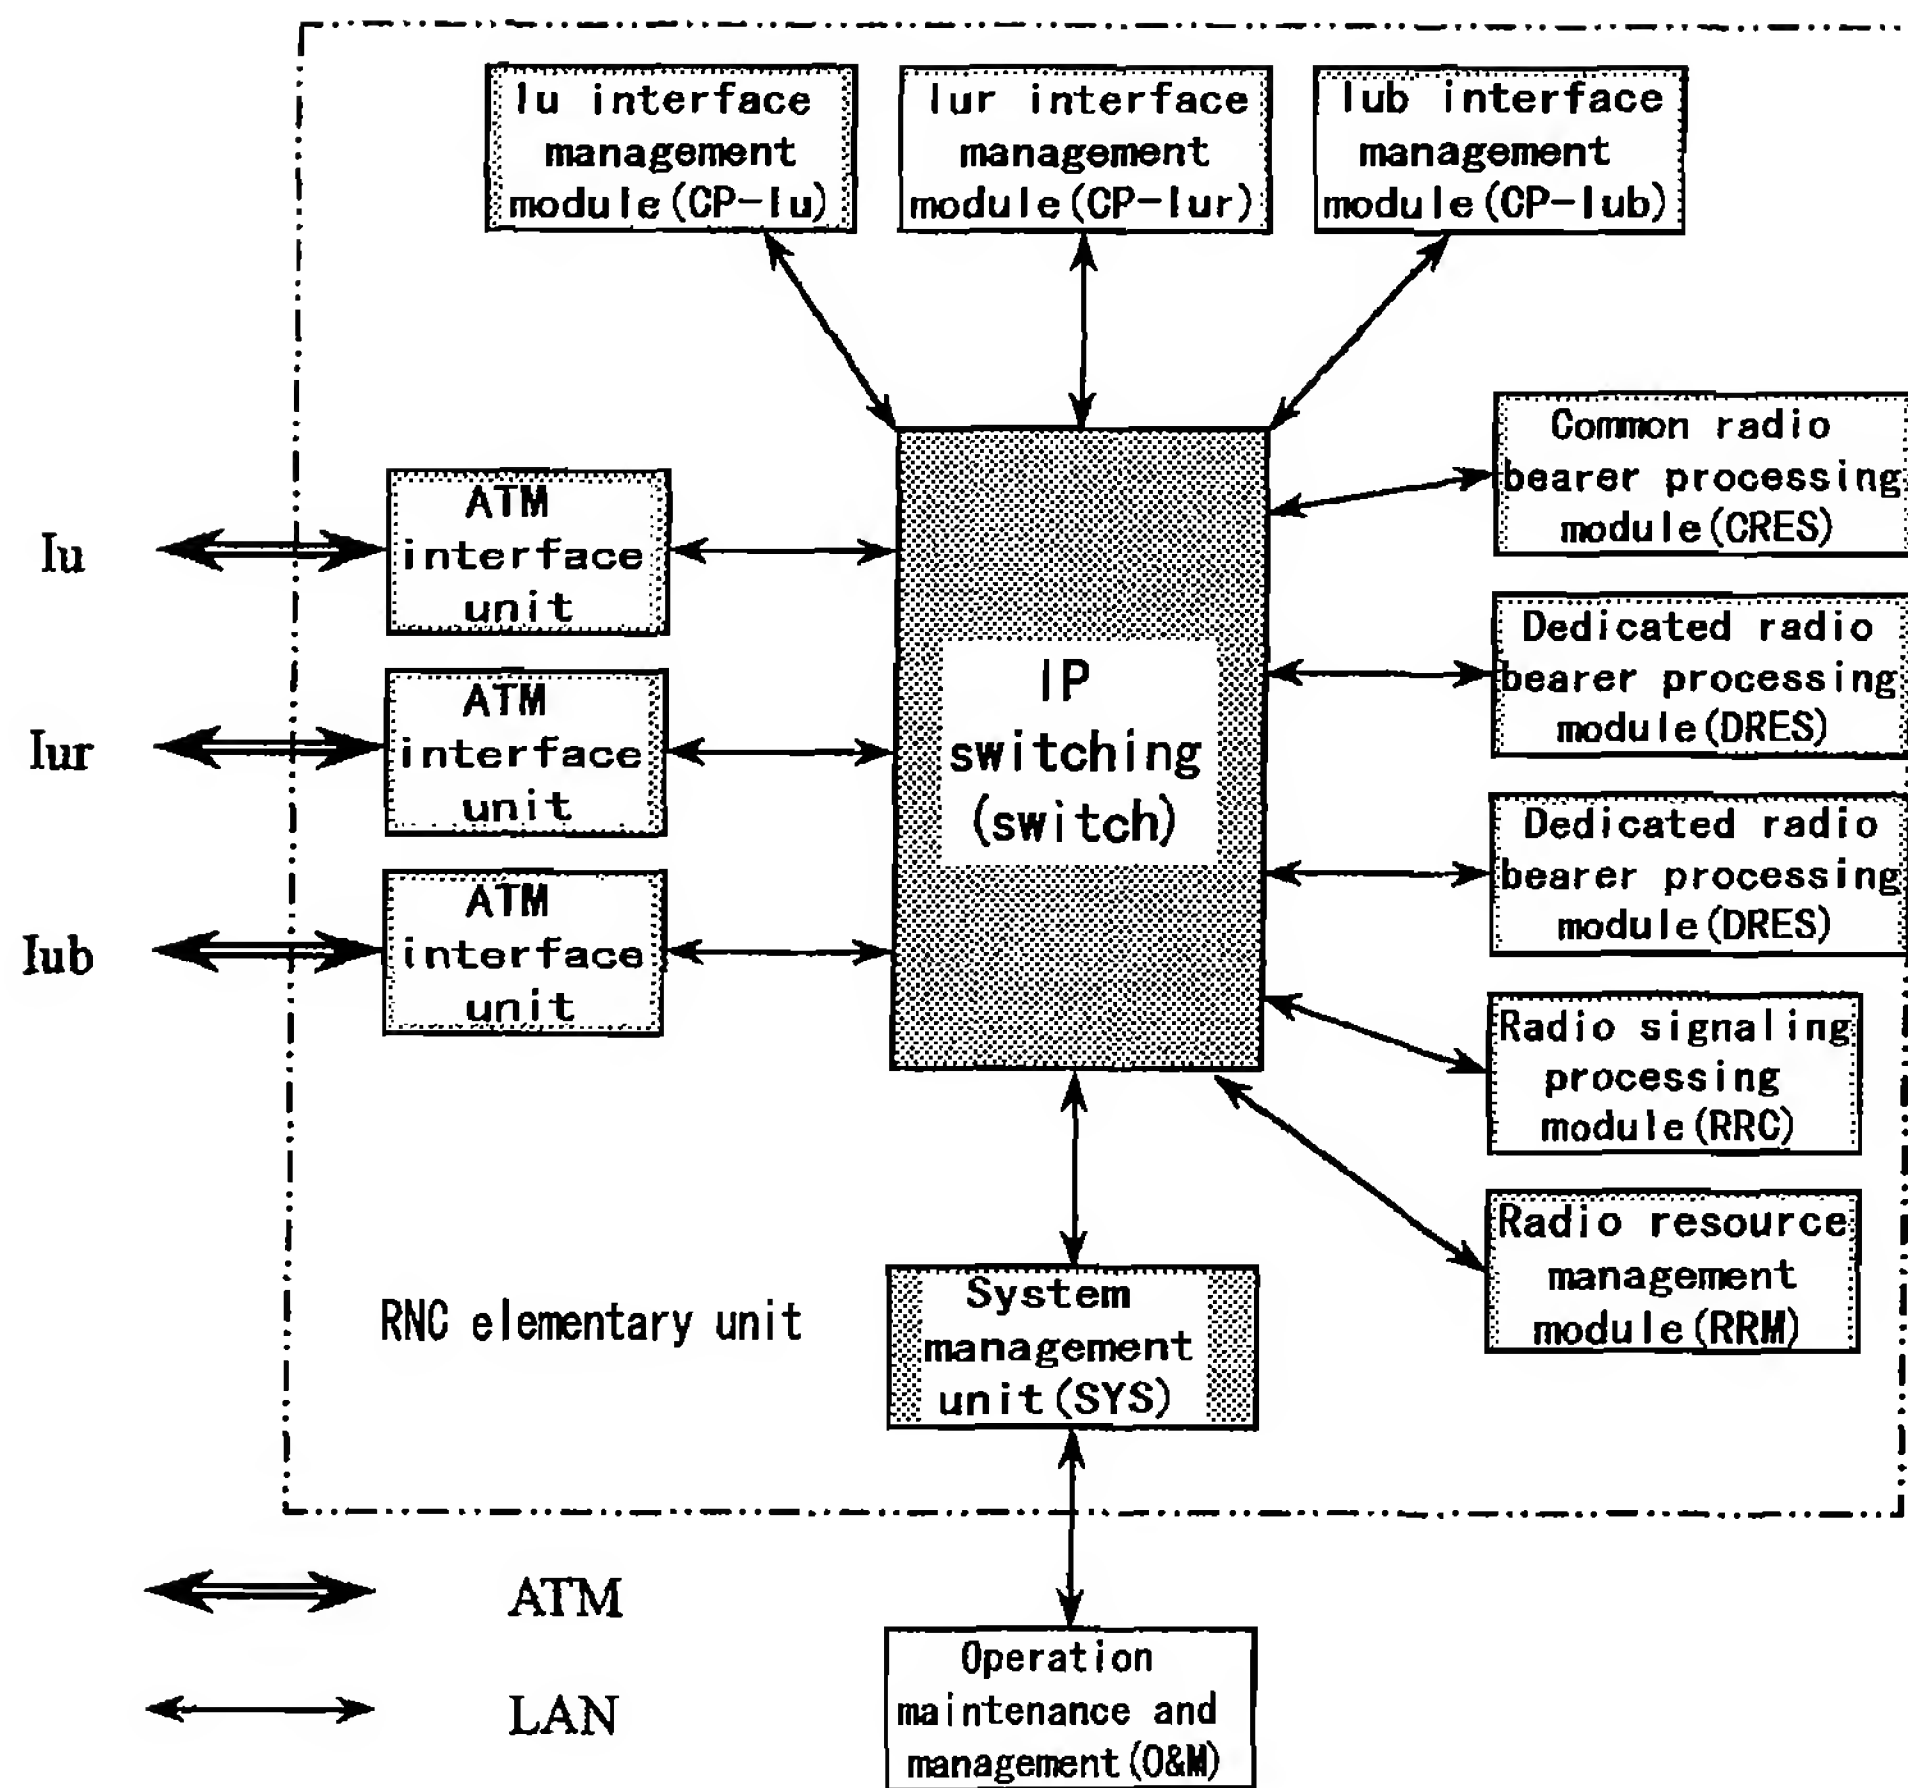 Iu interface
management
module(CP-Iu)
Iur interface
management
module(CP-Iur)
Iub interface
management
module(CP-Iub)
Common radio
bearer processing
module(CRES)
Iu
ATM
interface
unit
Dedicated radio
bearer processing
module(DRES)
IP
switching
(switch)
Iur
ATM
interface
unit
Dedicated radio
bearer processing
module(DRES)
Iub
ATM
interface
unit
Radio signaling
processing
module(RRC)
Radio resource
management
module(RRM)
RNC elementary unit
System
management
unit(SYS)
ATM
LAN
Operation
maintenance and
management(O&M)